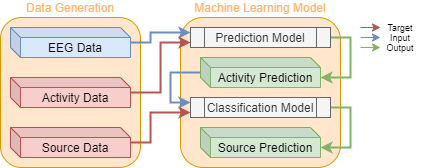 Data Generation
Machine Learning Model
EEG Data
Activity Data
Source Data
Prediction Model
Activity Prediction
Classification Model
Source Prediction
Target
Input
Output